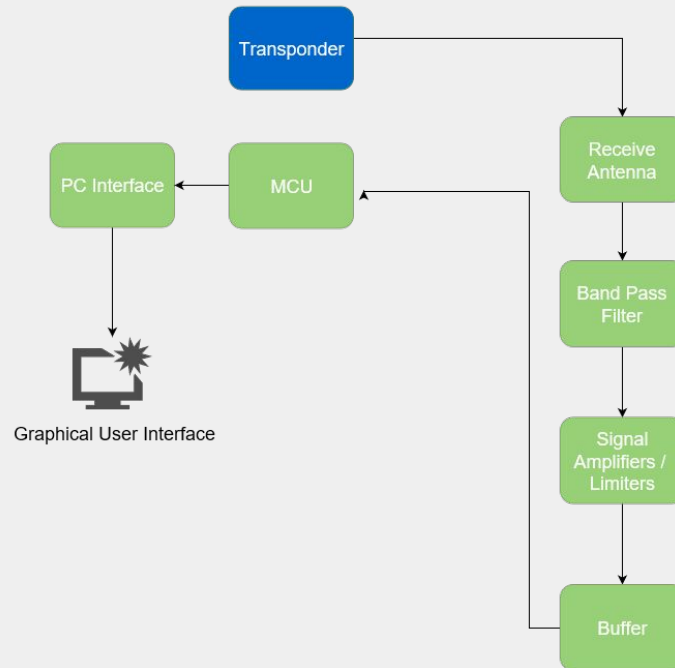 Transponder
Receive
Antenna
PC Interface
MCU
Band Pass
Filter
Graphical User Interface
Signal
Amplifiers /
Limiters
Buffer